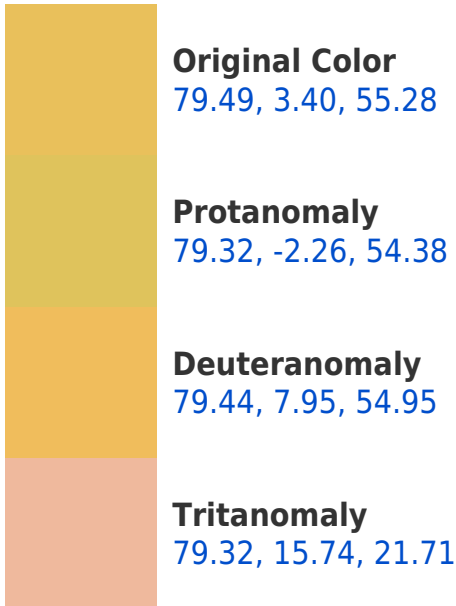 Original Color
79.49, 3.40, 55.28
Protanomaly
79.32, -2.26, 54.38
Deuteranomaly
79.44, 7.95, 54.95
Tritanomaly
79.32, 15.74, 21.71